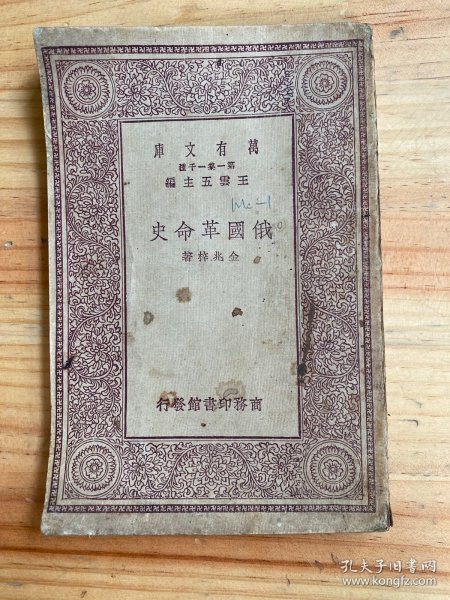 萬有文庫
第一集一千種
王雲五主編
俄國革命史
金兆梓著
商務印書館發行
孔夫子旧书网
www.kongfz.com